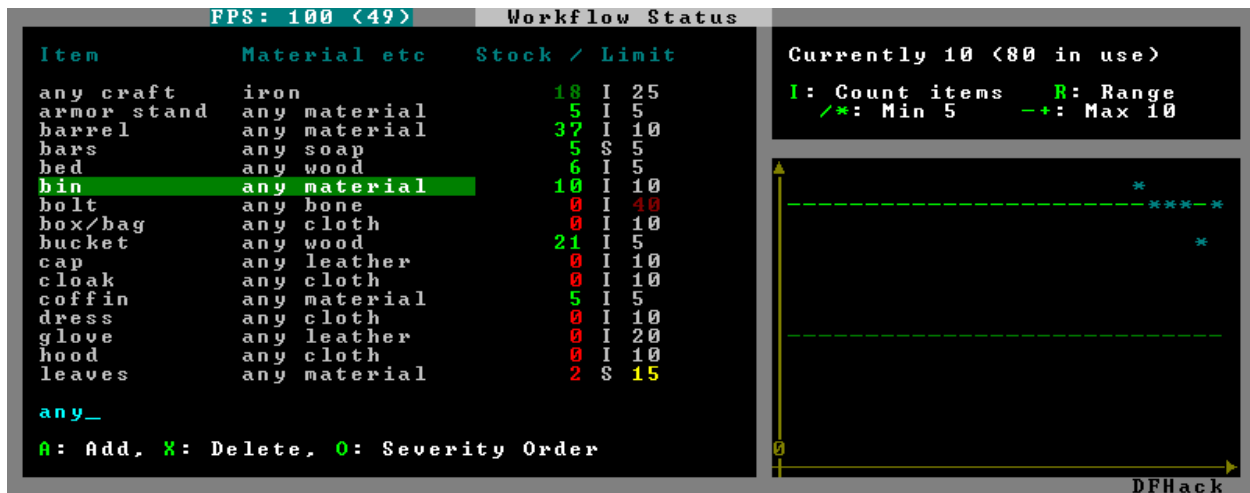 FPS: 100 (49) Workflow Status
Item Material etc Stock / Limit
any craft iron 18 I 25
armor stand any material 5 I 5
barrel any material 37 I 10
bars any soap 5 S 5
bed any wood 6 I 5
bin any material 10 I 10
bolt any bone 0 I 40
box/bag any cloth 0 I 10
bucket any wood 21 I 5
cap any leather 0 I 10
cloak any cloth 0 I 10
coffin any material 5 I 5
dress any cloth 0 I 10
glove any leather 0 I 20
hood any cloth 0 I 10
leaves any material 2 S 15
any_
A: Add, X: Delete, O: Severity Order
Currently 10 (80 in use)
I: Count items R: Range
/*: Min 5 -+: Max 10
0
DFHack